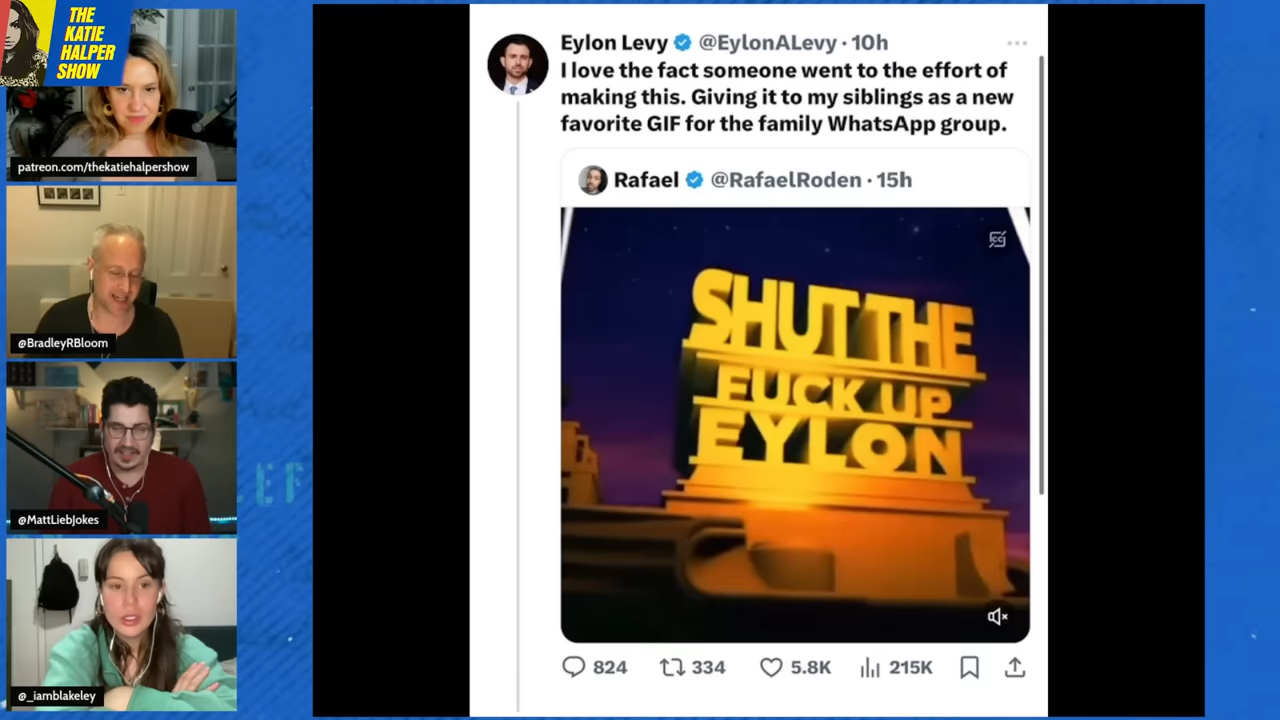 THE
KATIE
HALPER
SHOW
patreon.com/thekatiehalpershow
@BradleyRBloom
@MattLiebJokes
@_iamblakeley
Eylon Levy @EylonALevy · 10h
I love the fact someone went to the effort of
making this. Giving it to my siblings as a new
favorite GIF for the family WhatsApp group.
Rafael @RafaelRoden · 15h
SHUT THE
FUCK UP
EYLON
824 334 5.8K 215K